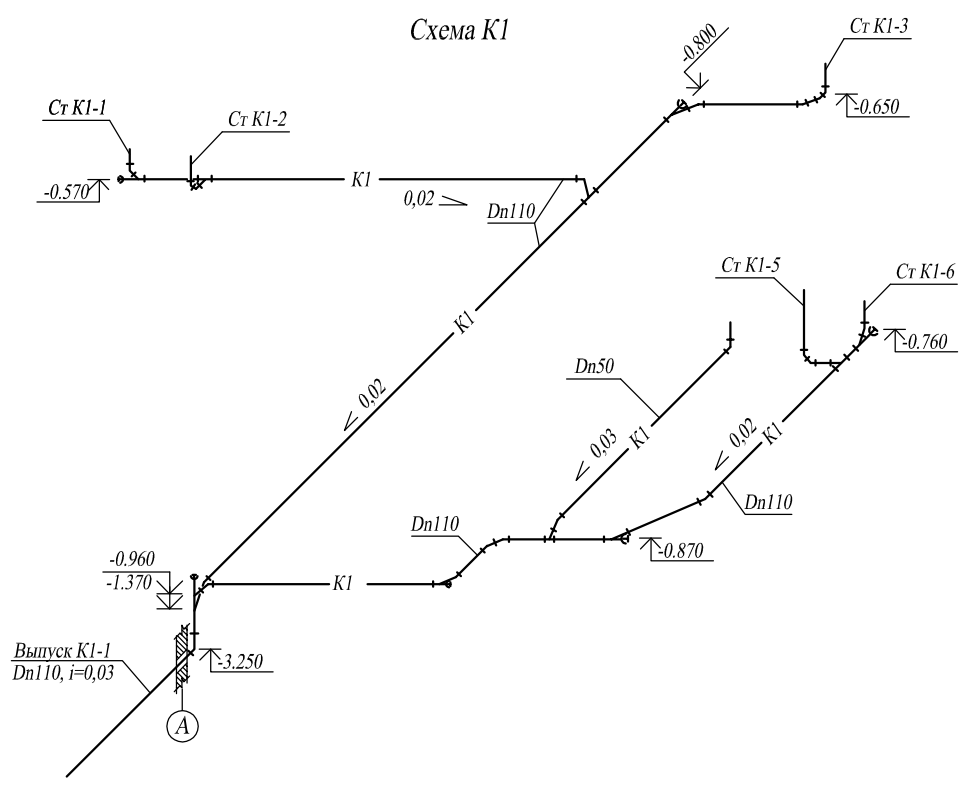 Схема К1
-0.800
Ст К1-3
-0.650
Ст К1-1
Ст К1-2
К1
-0.570
0,02
Dn110
Ст К1-5
Ст К1-6
К1
-0.760
Dn50
0,02
К1
0,03
К1
0,02
Dn110
Dn110
-0.870
-0.960
-1.370
К1
Выпуск К1-1
Dn110, i=0,03
-3.250
А